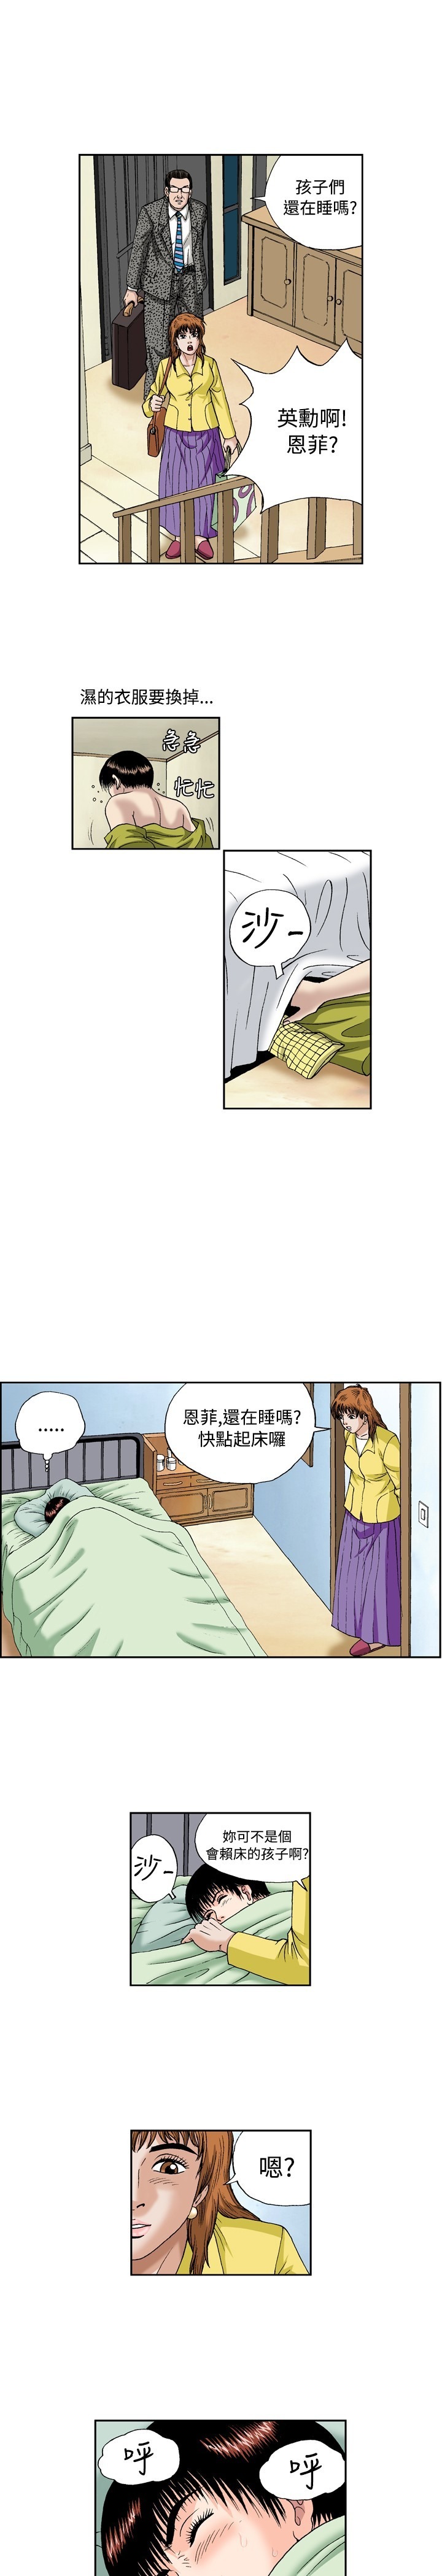 孩子們
還在睡嗎?
英勳啊!
恩菲?
濕的衣服要換掉...
急急
忙忙
沙-
.....
恩菲,還在睡嗎?
快點起床囉
妳可不是個
會賴床的孩子啊?
沙-
嗯?
呼
呼